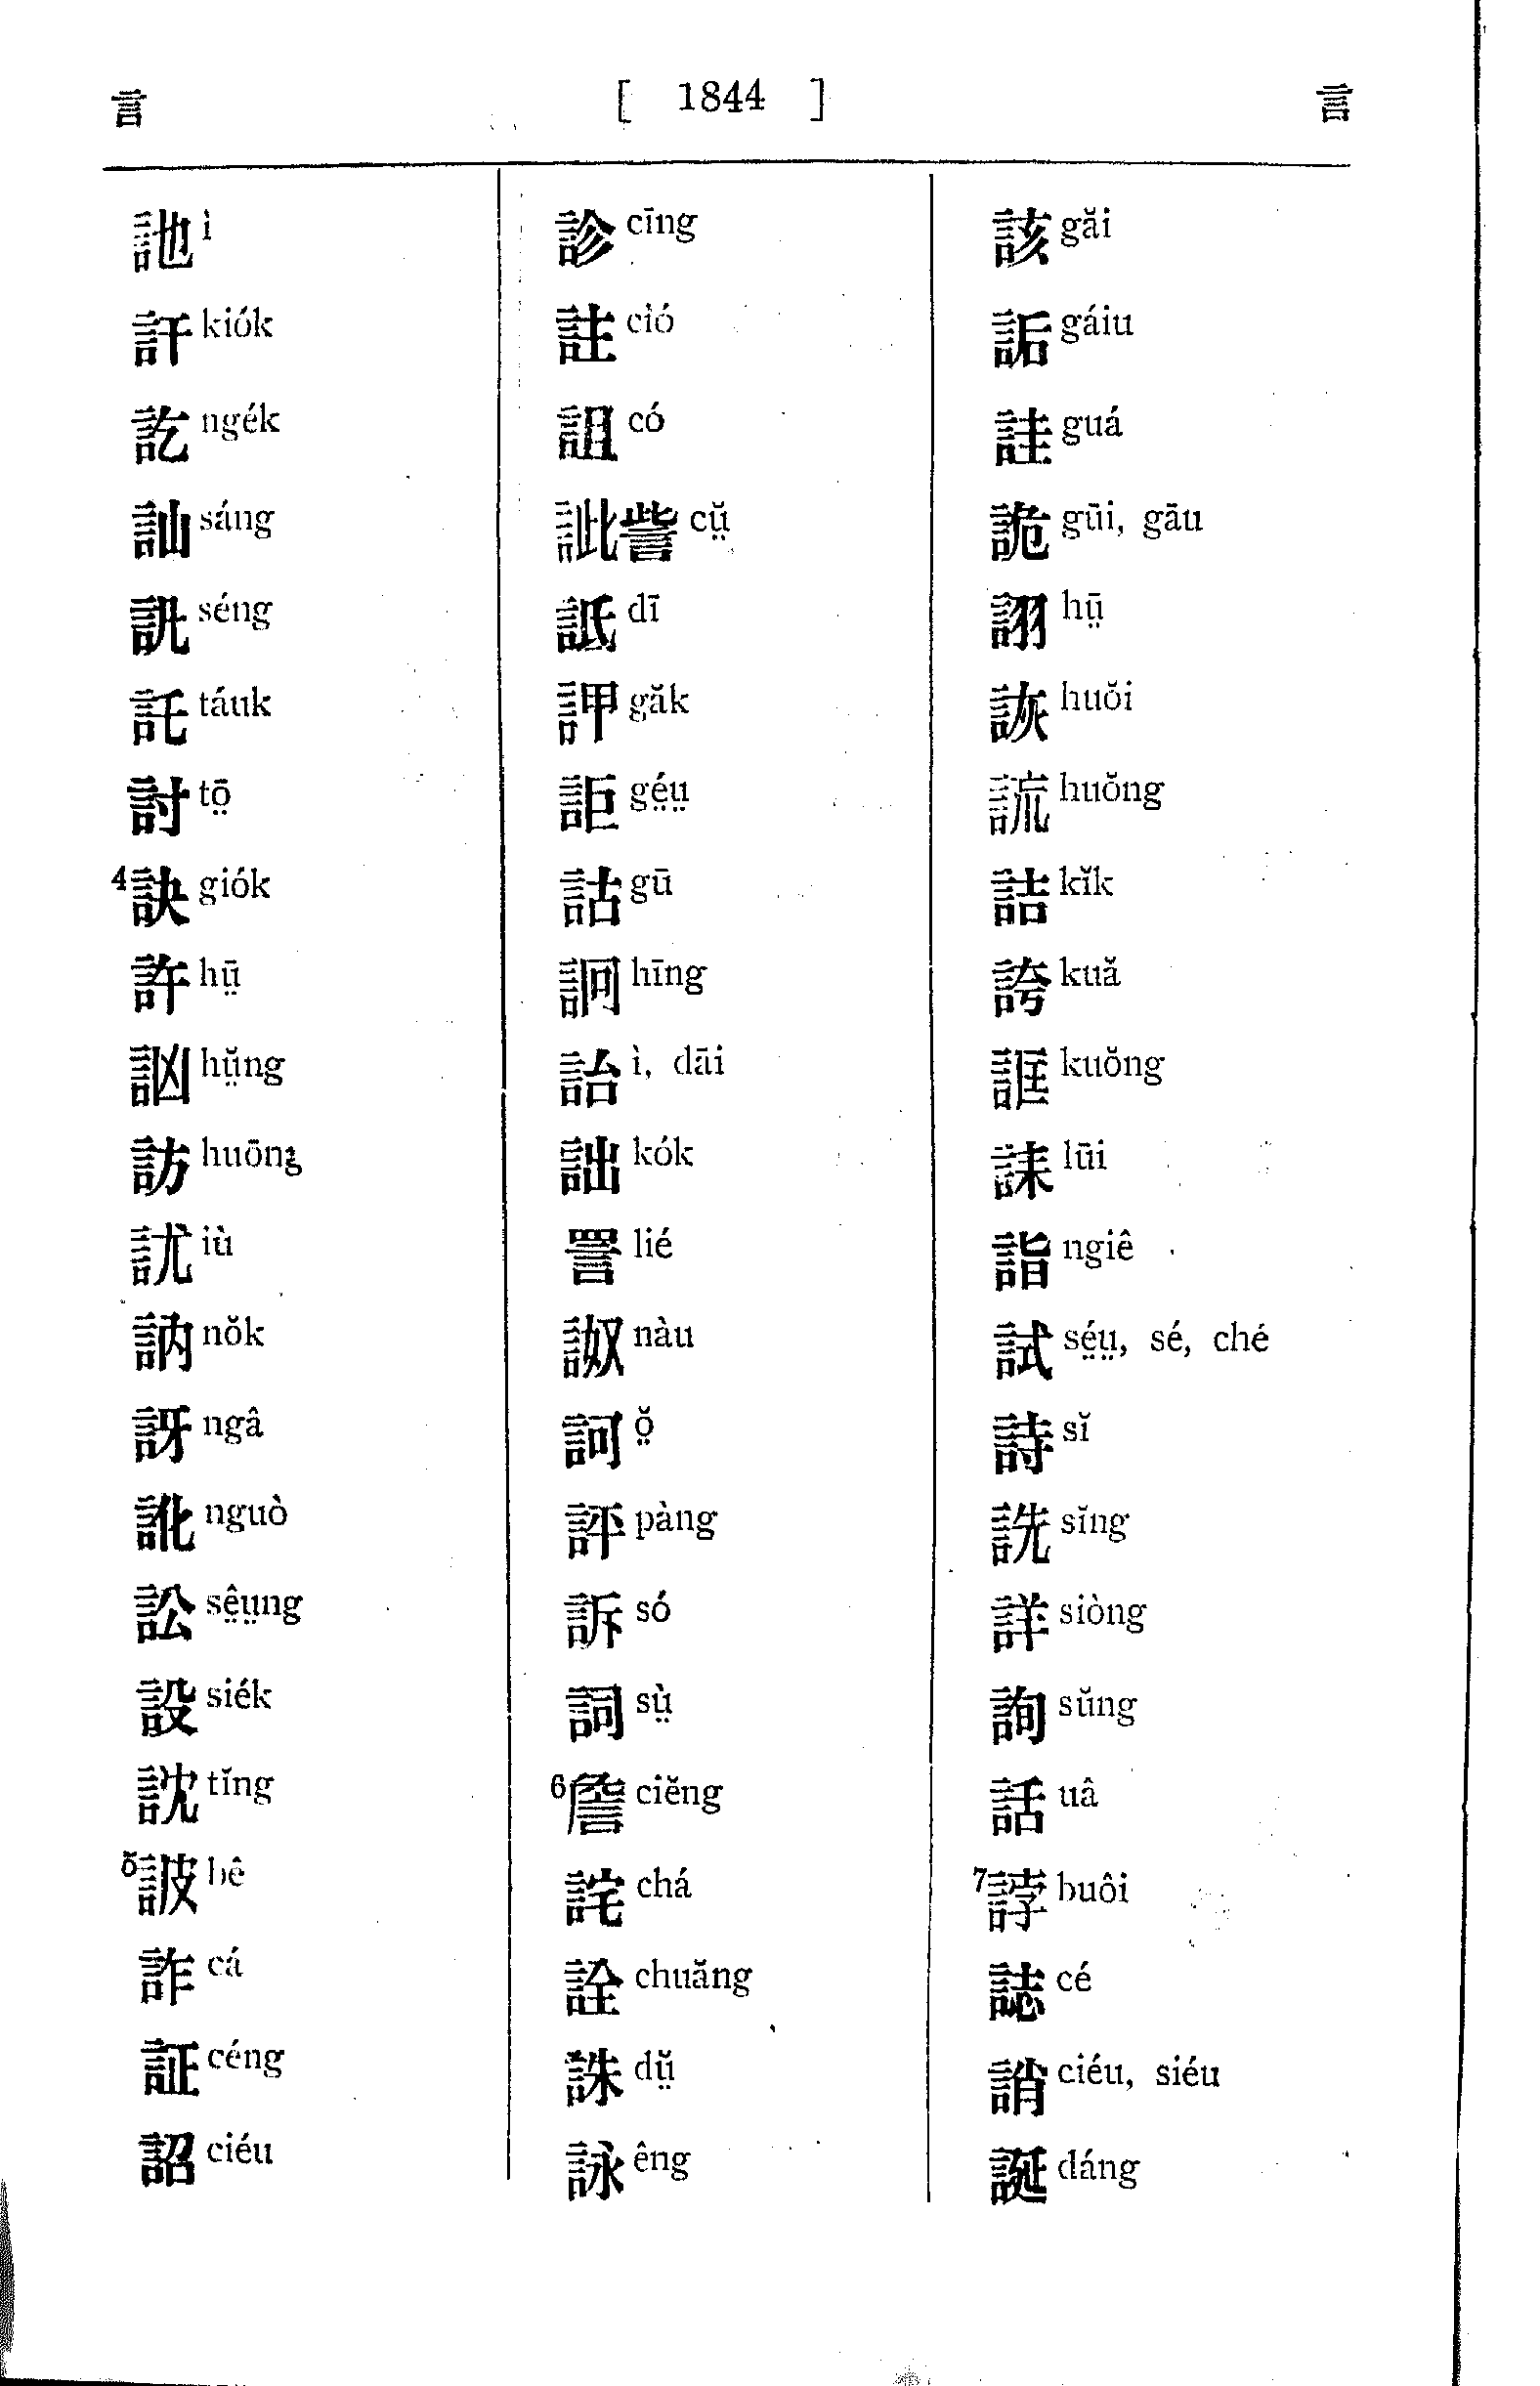 言 [ 1844 ] 言
訑 ì
訐 kiók
訖 ngék
訕 sáng
訊 séng
託 táuk
討 tō̤
4 訣 giók
許 hṳ̄
訩 hṳ̆ng
訪 huōng
訧 iù
訥 nŏk
訝 ngâ
訛 nguò
訟 sê̤ṳng
設 siék
訦 tĭng
5 詖 bê
詐 cá
証 céng
詔 ciéu
診 cīng
註 ció
詛 có
訿訾 cṳ̆
詆 dī
訶 găk
詎 gé̤ṳ
詁 gū
詗 hīng
詒 ì, dāi
詘 kók
詈 lié
詉 nàu
訶 ŏ̤
評 pàng
訴 só
詞 sṳ̀
6 詹 ciĕng
詫 chá
詮 chuăng
誅 dṳ̆
詠 êng
該 găi
詬 gáiu
詿 guá
詭 gūi, gāu
詡 hṳ̄
詼 huŏi
詤 huŏng
詰 kĭk
誇 kuă
誆 kuŏng
誄 lūi
詣 ngiê
試 sé̤ṳ, sé, ché
詩 sĭ
詵 sĭng
詳 siòng
詢 sŭng
話 uâ
7 誖 buôi
誌 cé
誚 ciéu, siéu
誕 dáng